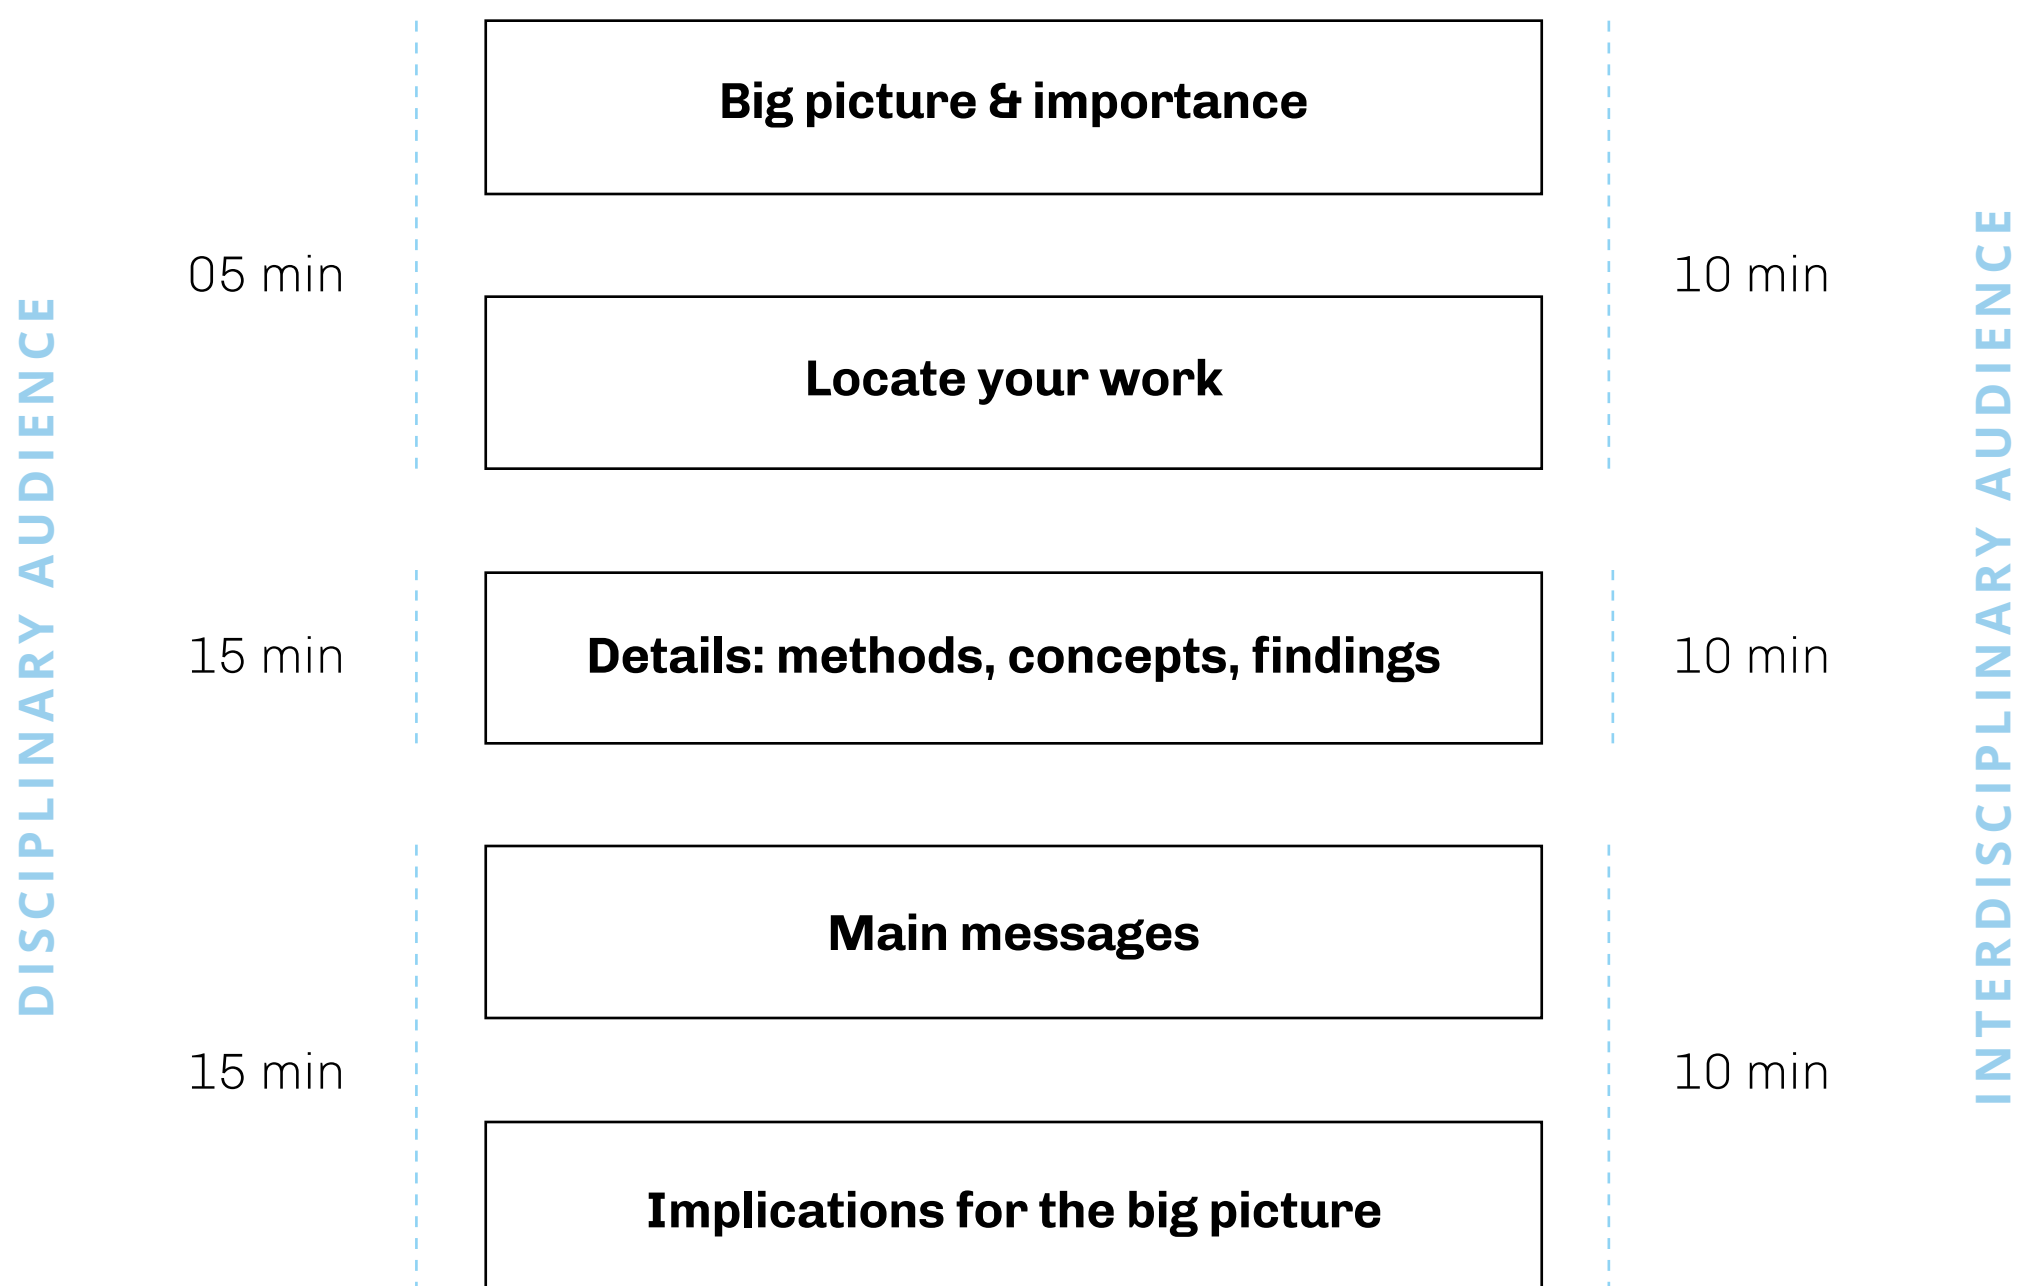 DISCIPLINARY AUDIENCE
Big picture & importance
05 min
10 min
Locate your work
15 min
Details: methods, concepts, findings
10 min
Main messages
15 min
10 min
Implications for the big picture
INTERDISCIPLINARY AUDIENCE